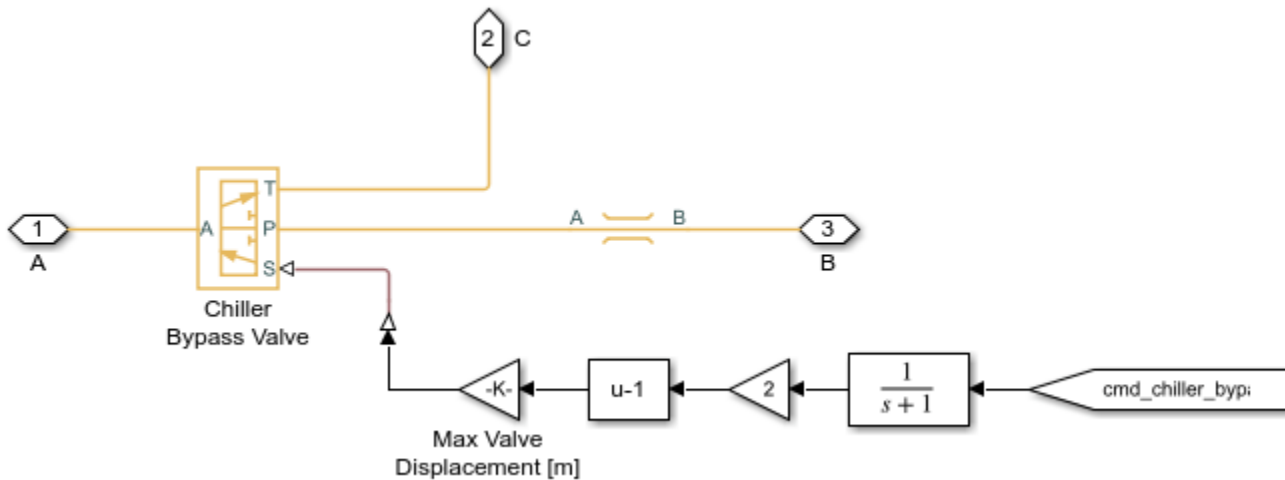 2 C
T
1
A
A
P
A
B
3
B
S
Chiller
Bypass Valve
-K-
u-1
2
1
s + 1
cmd_chiller_byp
Max Valve
Displacement [m]